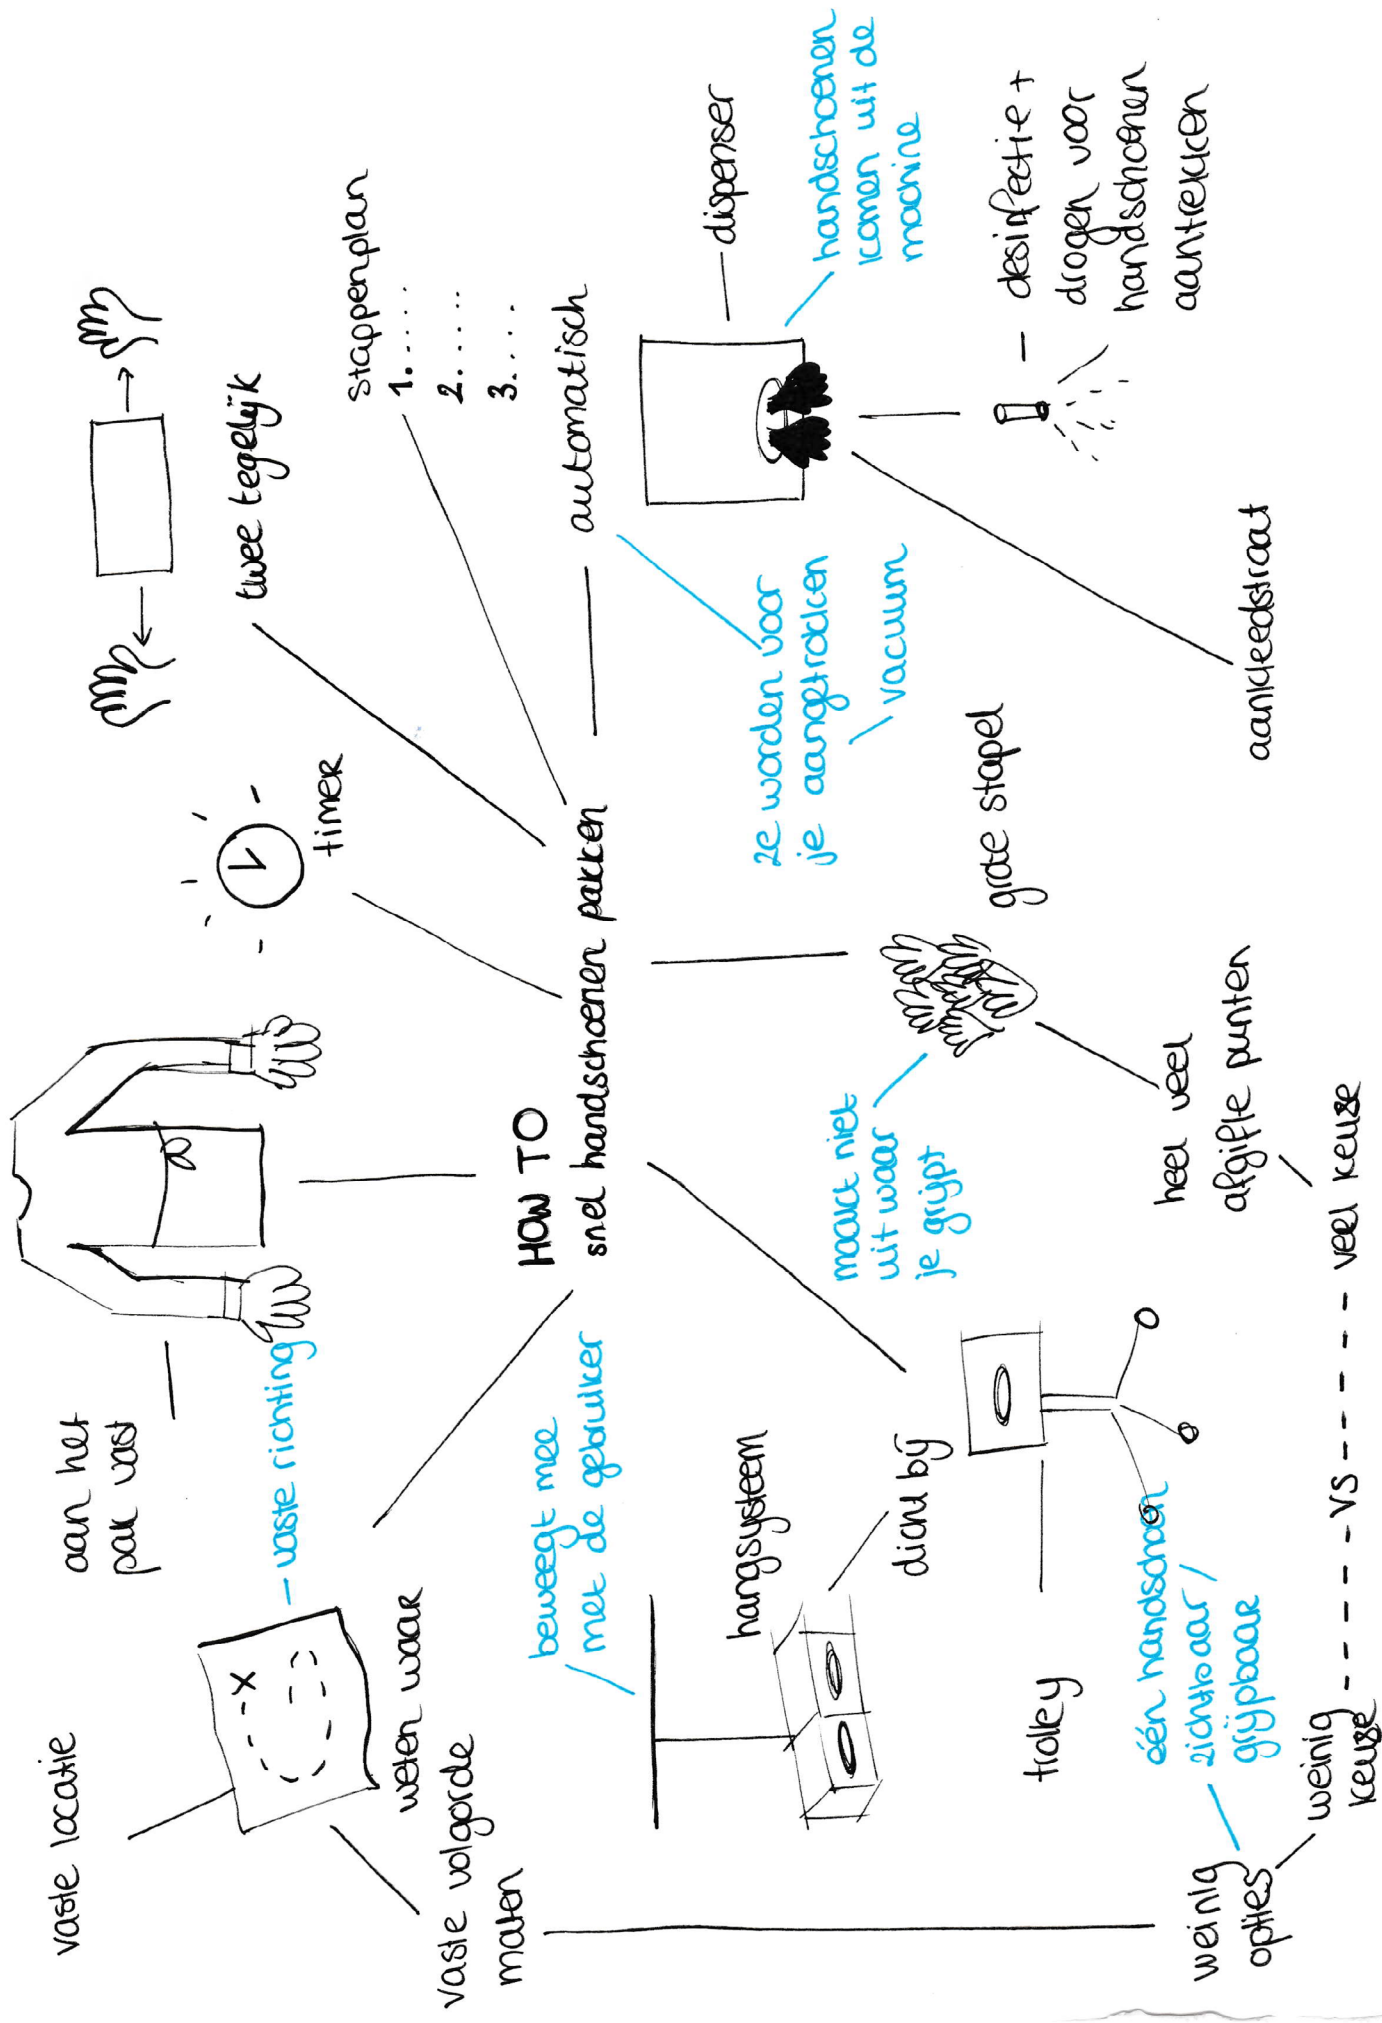 vaste locatie
weten waar
vaste volgorde
maten
vaste richting
aan het
pak vast
timer
twee tegelijk
stappenplan
1.....
2.....
3....
HOW TO
snel handschoenen pakken
automatisch
dispenser
handschoenen
komen uit de
machine
desinfectie +
drogen voor
handschoenen
aantrekken
aankleedstraat
ze worden voor
je aangetrokken
vacuum
grote stapel
maakt niet
uit waar
je grijpt
heel veel
afgifte punten
veel keuze
vs
weinig
keuze
weinig
opties
één handschoen
zichtbaar /
grijpbaar
beweegt mee
met de gebruiker
hangsysteem
dicht bij
trolley